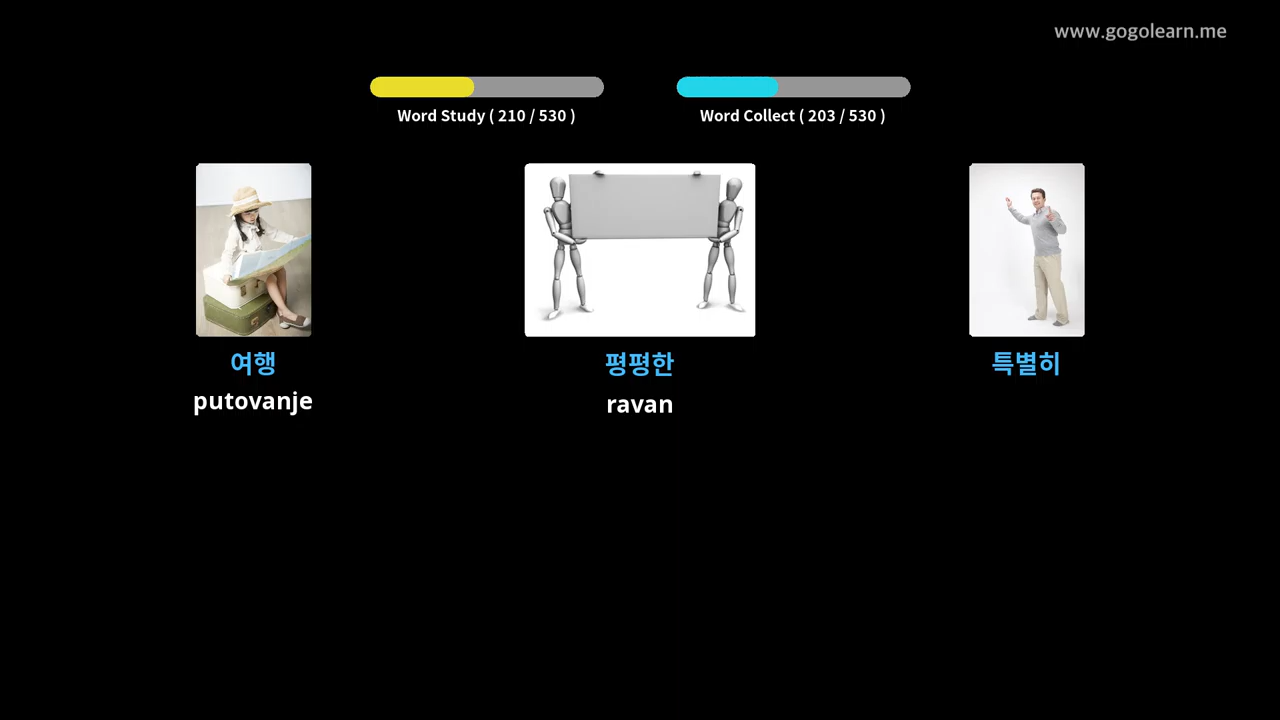 www.gogolearn.me
Word Study ( 210 / 530 )
Word Collect ( 203 / 530 )
여행
putovanje
평평한
ravan
특별히